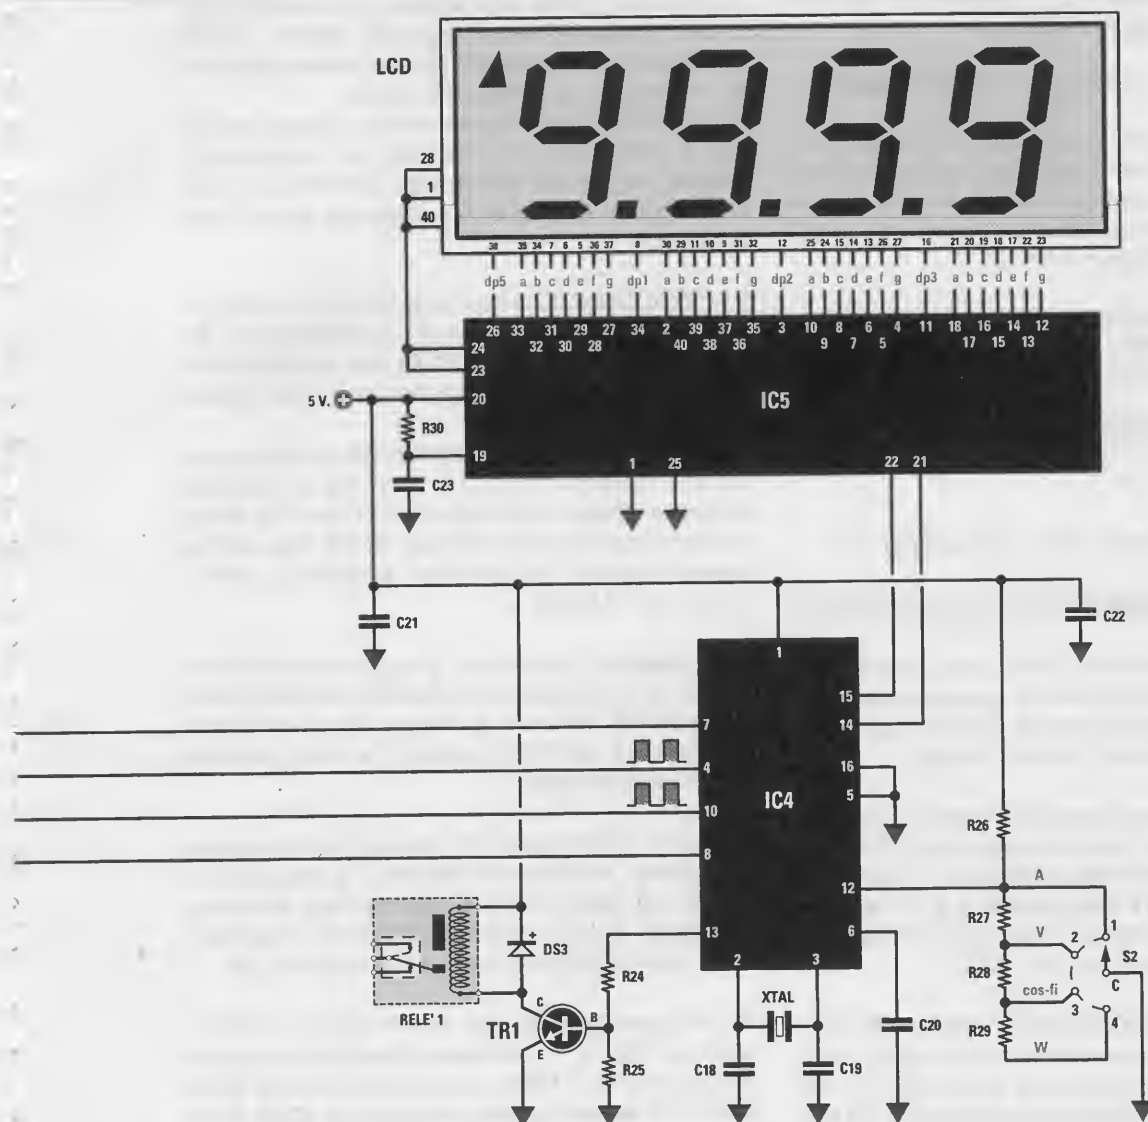 LCD
9.9.9.9
28
1
40
38 35 34 7 6 5 36 37 8 30 29 11 10 9 31 32 12 25 24 15 14 13 26 27 16 21 20 19 18 17 22 23
dp5 a b c d e f g dp1 a b c d e f g dp2 a b c d e f g dp3 a b c d e f g
26 33 31 29 27 34 2 39 37 35 3 10 8 6 4 11 18 16 14 12
32 30 28 40 38 36 9 7 5 17 15 13
24
23
20
5 V.
IC5
R30
19
1 25 22 21
C23
C21
C22
1
15
7
14
4
16
IC4
5
10
R26
8
12
A
R27
1
6
V
2
13
DS3
R24
R28
S2
C
2 3
cos-fi
3
4
XTAL
RELE' 1
C
B
TR1
E
C20
R29
W
R25
C18
C19